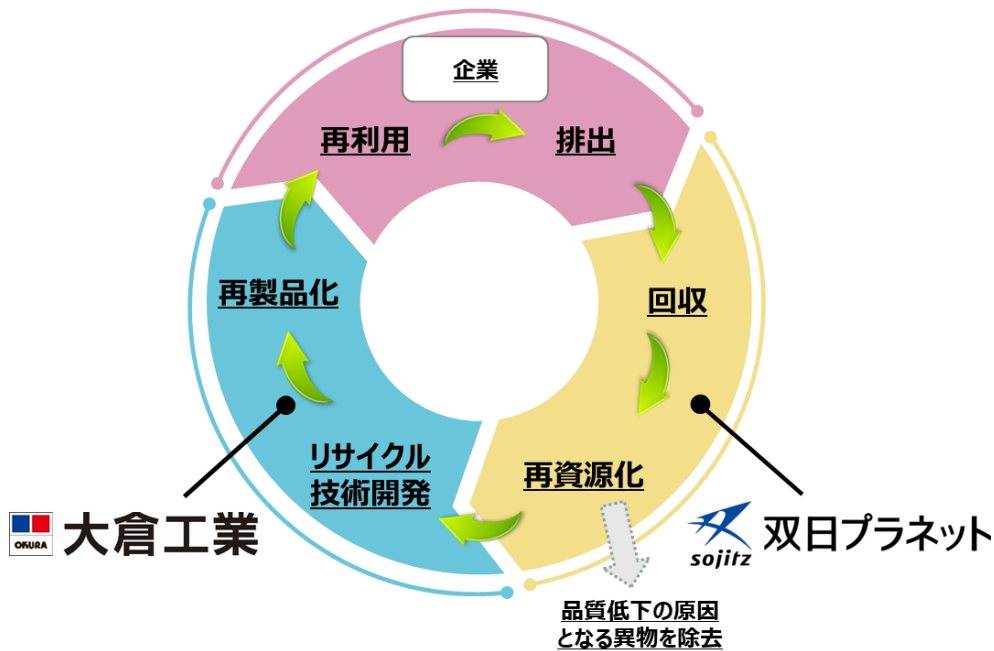 企業
再利用
排出
回収
再製品化
リサイクル
技術開発
再資源化
OKURA
大倉工業
sojitz
双日プラネット
品質低下の原因
となる異物を除去